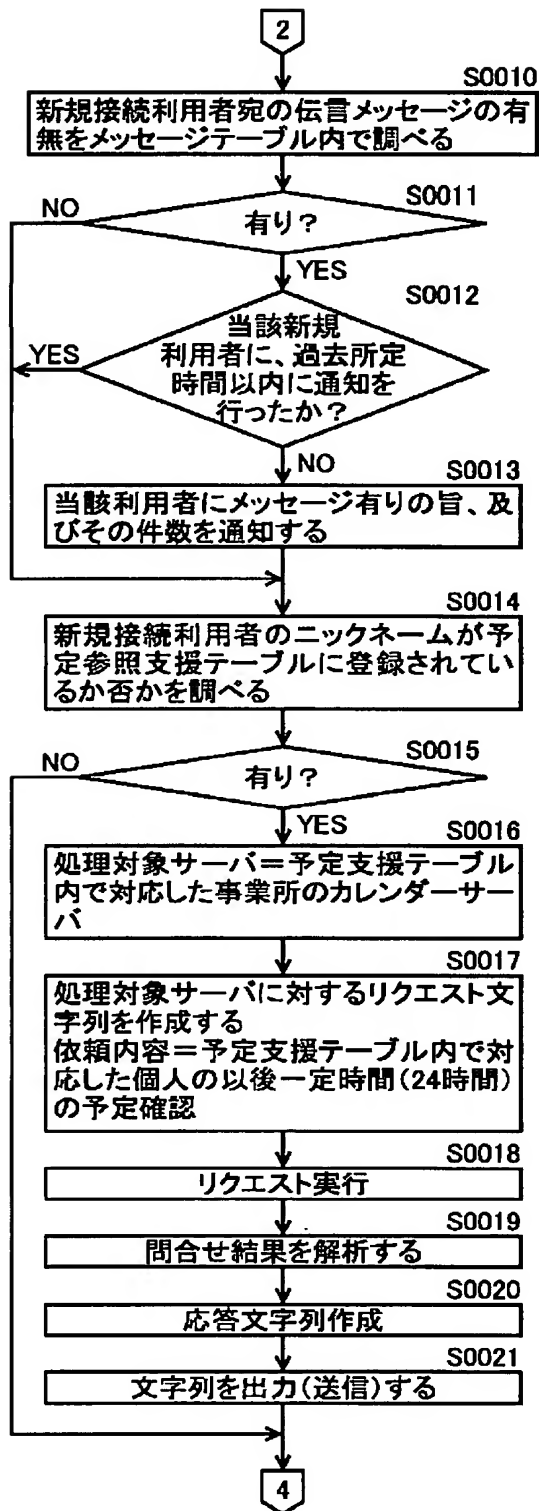 2
S0010
新規接続利用者宛の伝言メッセージの有
無をメッセージテーブル内で調べる
S0011
NO
有り?
YES
S0012
当該新規
利用者に、過去所定
時間以内に通知を
行ったか?
YES
NO
S0013
当該利用者にメッセージ有りの旨、及
びその件数を通知する
S0014
新規接続利用者のニックネームが予
定参照支援テーブルに登録されてい
るか否かを調べる
S0015
NO
有り?
YES
S0016
処理対象サーバ=予定支援テーブル
内で対応した事業所のカレンダーサー
バ
S0017
処理対象サーバに対するリクエスト文
字列を作成する
依頼内容=予定支援テーブル内で対
応した個人の以後一定時間(24時間)
の予定確認
S0018
リクエスト実行
S0019
問合せ結果を解析する
S0020
応答文字列作成
S0021
文字列を出力(送信)する
4